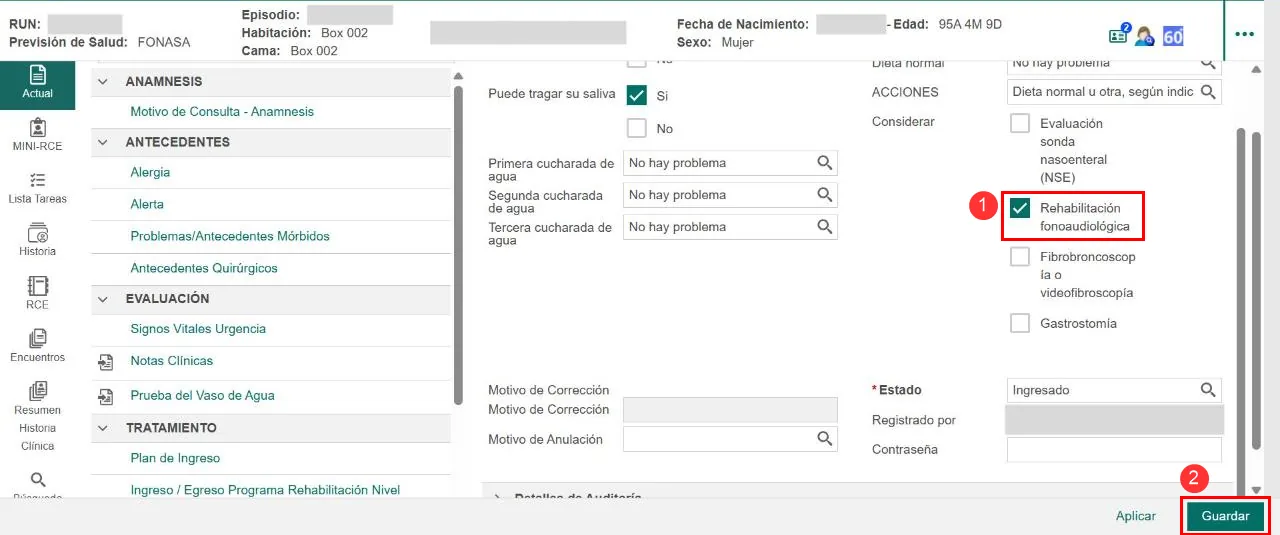 RUN:
Previsión de Salud: FONASA
Episodio:
Habitación: Box 002
Cama: Box 002
Fecha de Nacimiento: - Edad: 95A 4M 9D
Sexo: Mujer
2
60
Actual
MINI-RCE
Lista Tareas
Historia
RCE
Encuentros
Resumen
Historia
Clínica
Búsqueda
ANAMNESIS
Motivo de Consulta - Anamnesis
ANTECEDENTES
Alergia
Alerta
Problemas/Antecedentes Mórbidos
Antecedentes Quirúrgicos
EVALUACIÓN
Signos Vitales Urgencia
Notas Clínicas
Prueba del Vaso de Agua
TRATAMIENTO
Plan de Ingreso
Ingreso / Egreso Programa Rehabilitación Nivel
No
Puede tragar su saliva
Si
No
Primera cucharada de
agua
No hay problema
Segunda cucharada
de agua
No hay problema
Tercera cucharada de
agua
No hay problema
Dieta normal
No hay problema
ACCIONES
Dieta normal u otra, según indic
Considerar
Evaluación
sonda
nasoenteral
(NSE)
1
Rehabilitación
fonoaudiológica
Fibrobroncoscop
ía o
videofibroscopía
Gastrostomía
Motivo de Corrección
Motivo de Corrección
Motivo de Anulación
* Estado
Ingresado
Registrado por
Contraseña
Detalles de Auditoría
2
Aplicar
Guardar